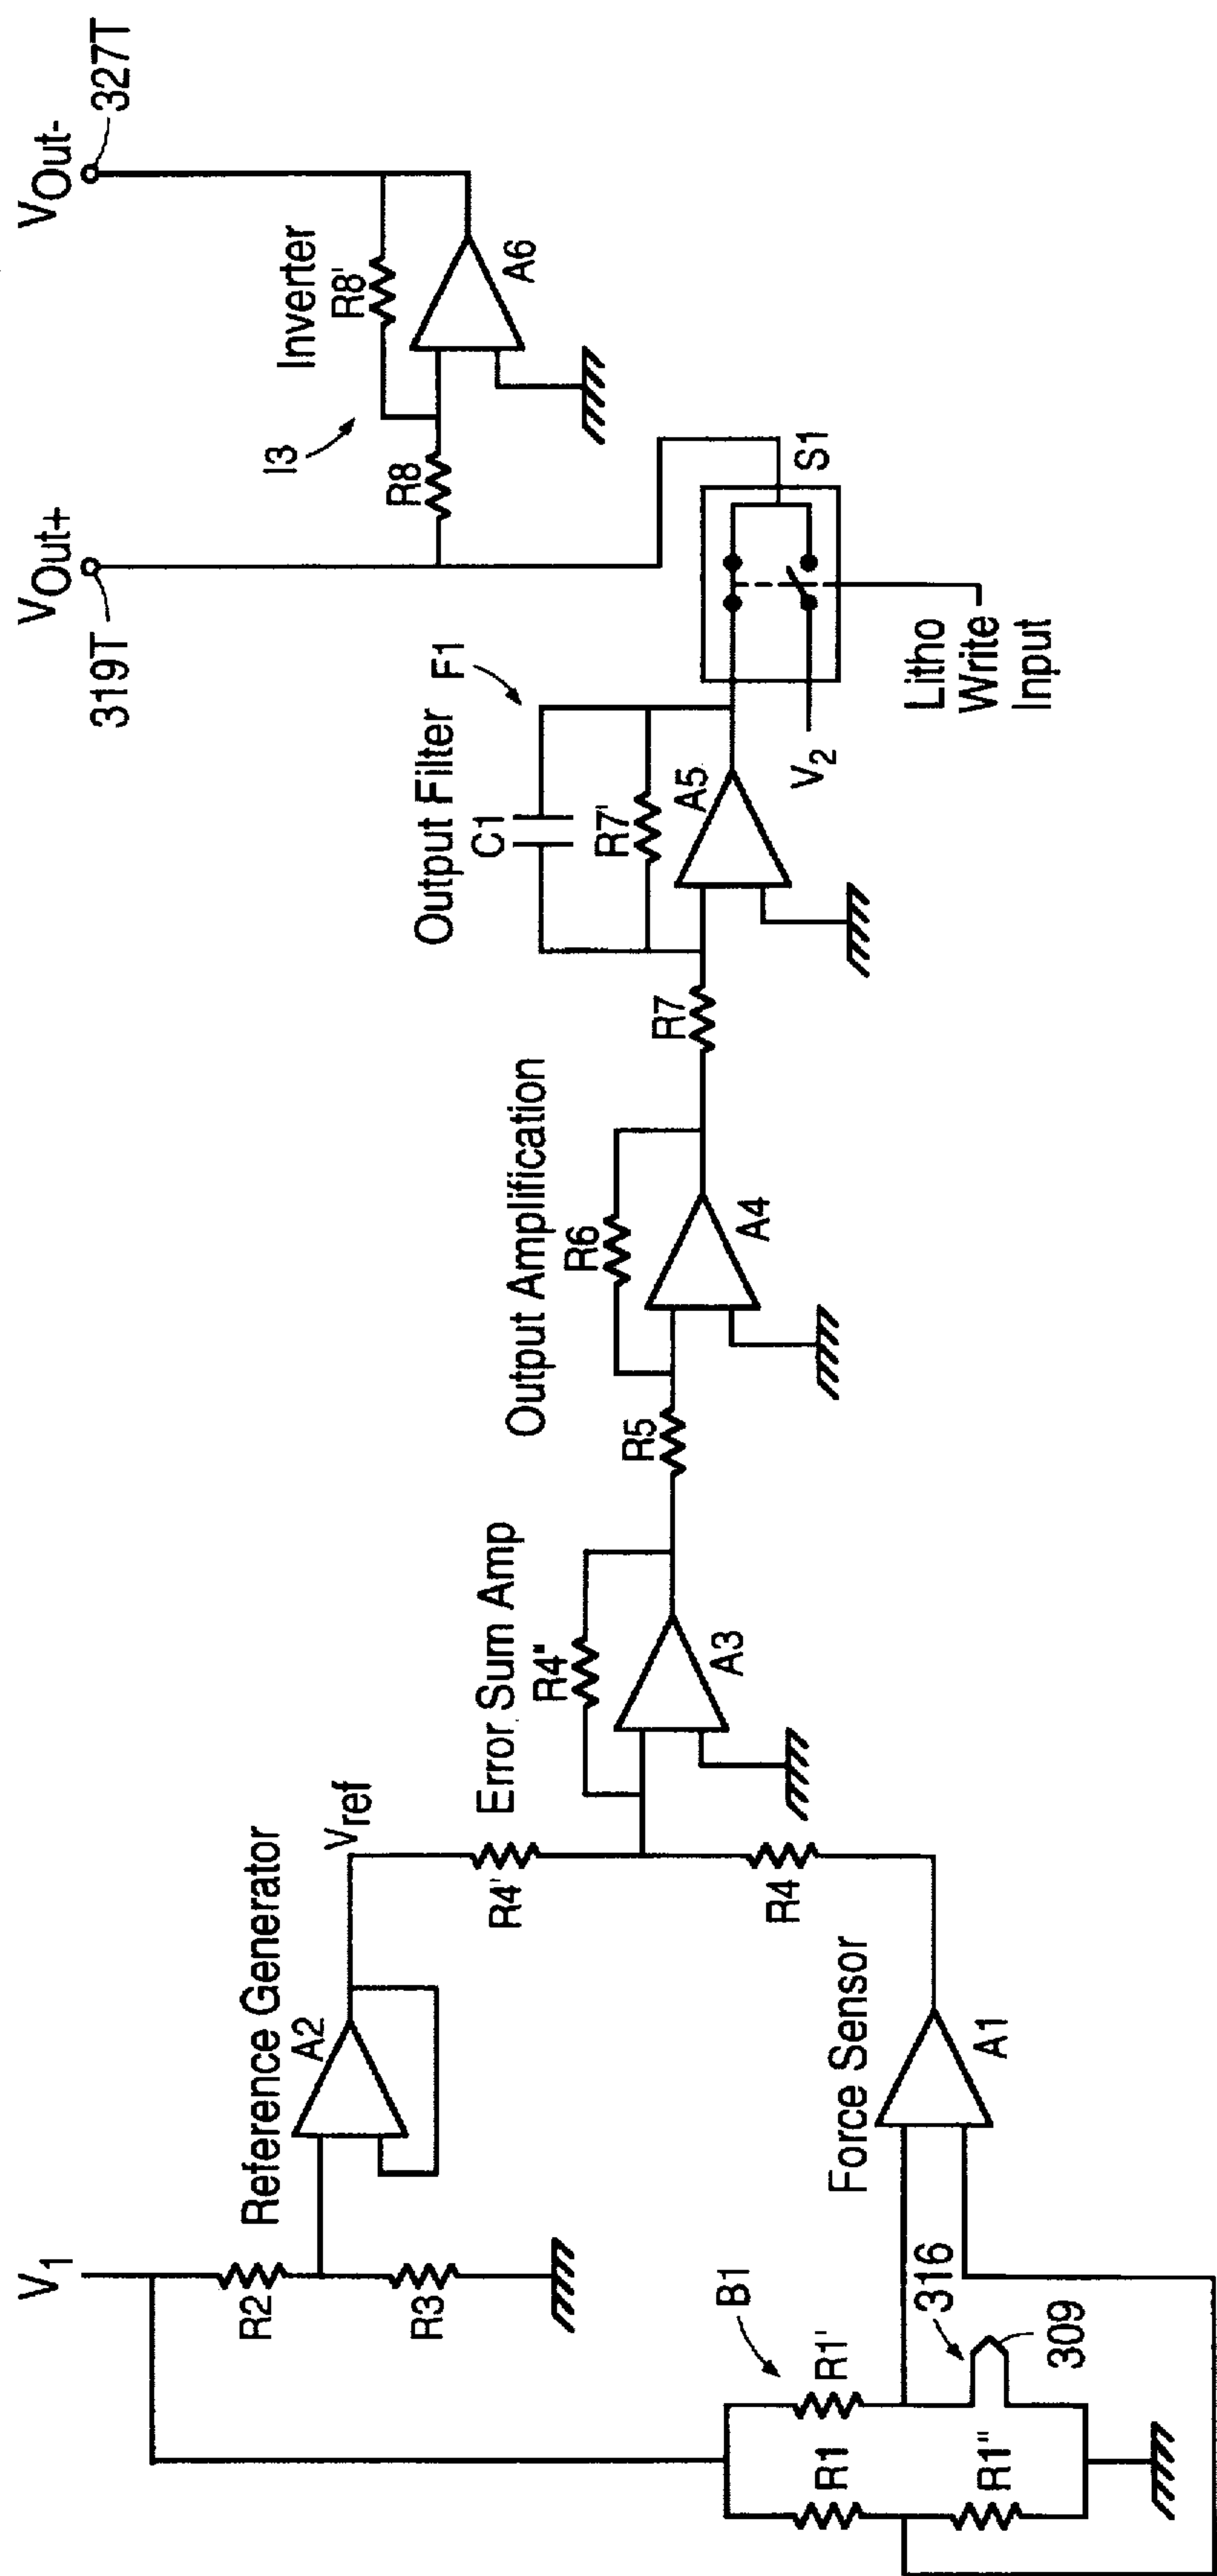 V1
R2
R3
Reference Generator
A2
Vref
R4'
R4
Error Sum Amp
R4"
A3
Force Sensor
A1
B1
R1
R1'
R1"
316
309
Output Amplification
R5
R6
A4
Output Filter
F1
C1
R7
R7'
A5
V2
S1
Litho
Write
Input
VOut+
319T
I3
Inverter
R8
R8'
A6
VOut-
327T